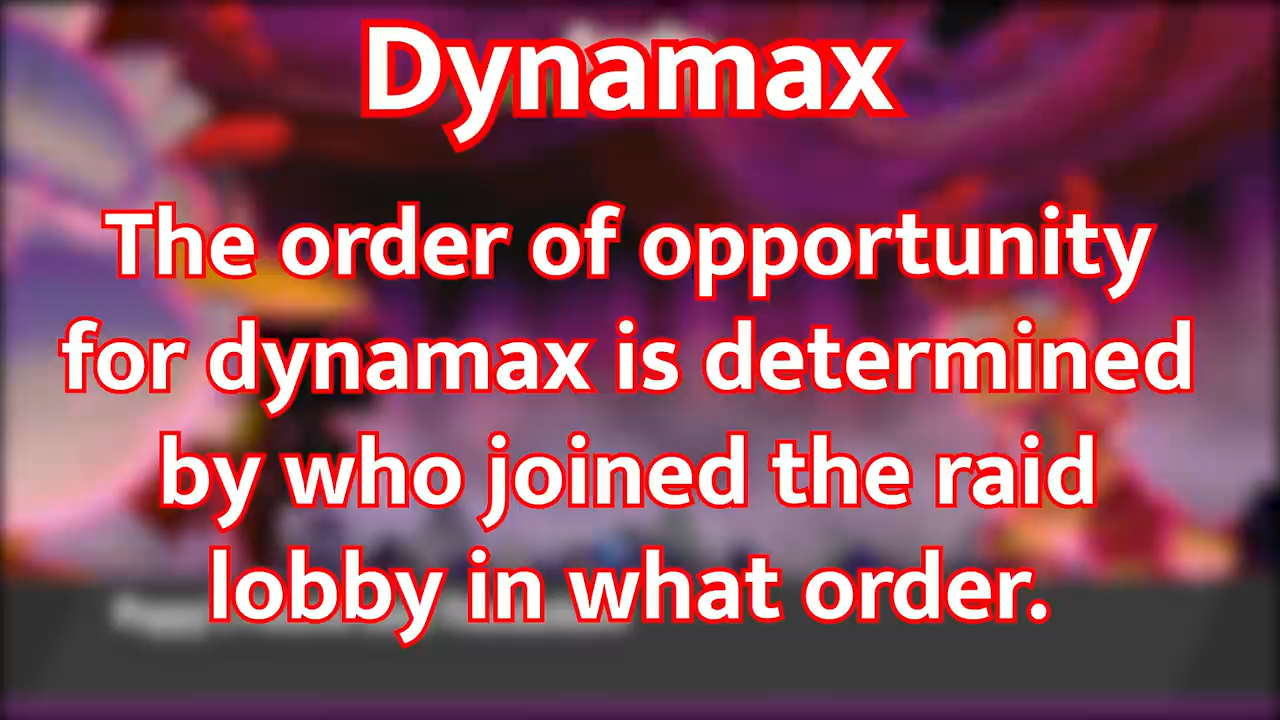 Dynamax
The order of opportunity
for dynamax is determined
by who joined the raid
lobby in what order.